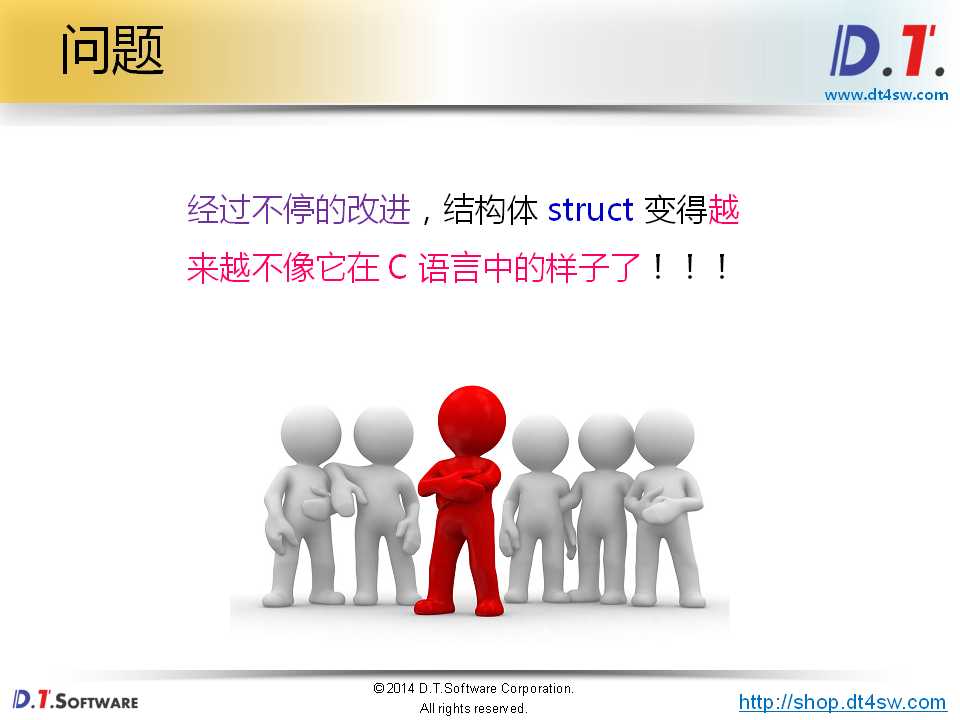 问题
D.T.
www.dt4sw.com
经过不停的改进，结构体 struct 变得越
来越不像它在 C 语言中的样子了！！！
D.T.SOFTWARE
©2014 D.T.Software Corporation.
All rights reserved.
http://shop.dt4sw.com